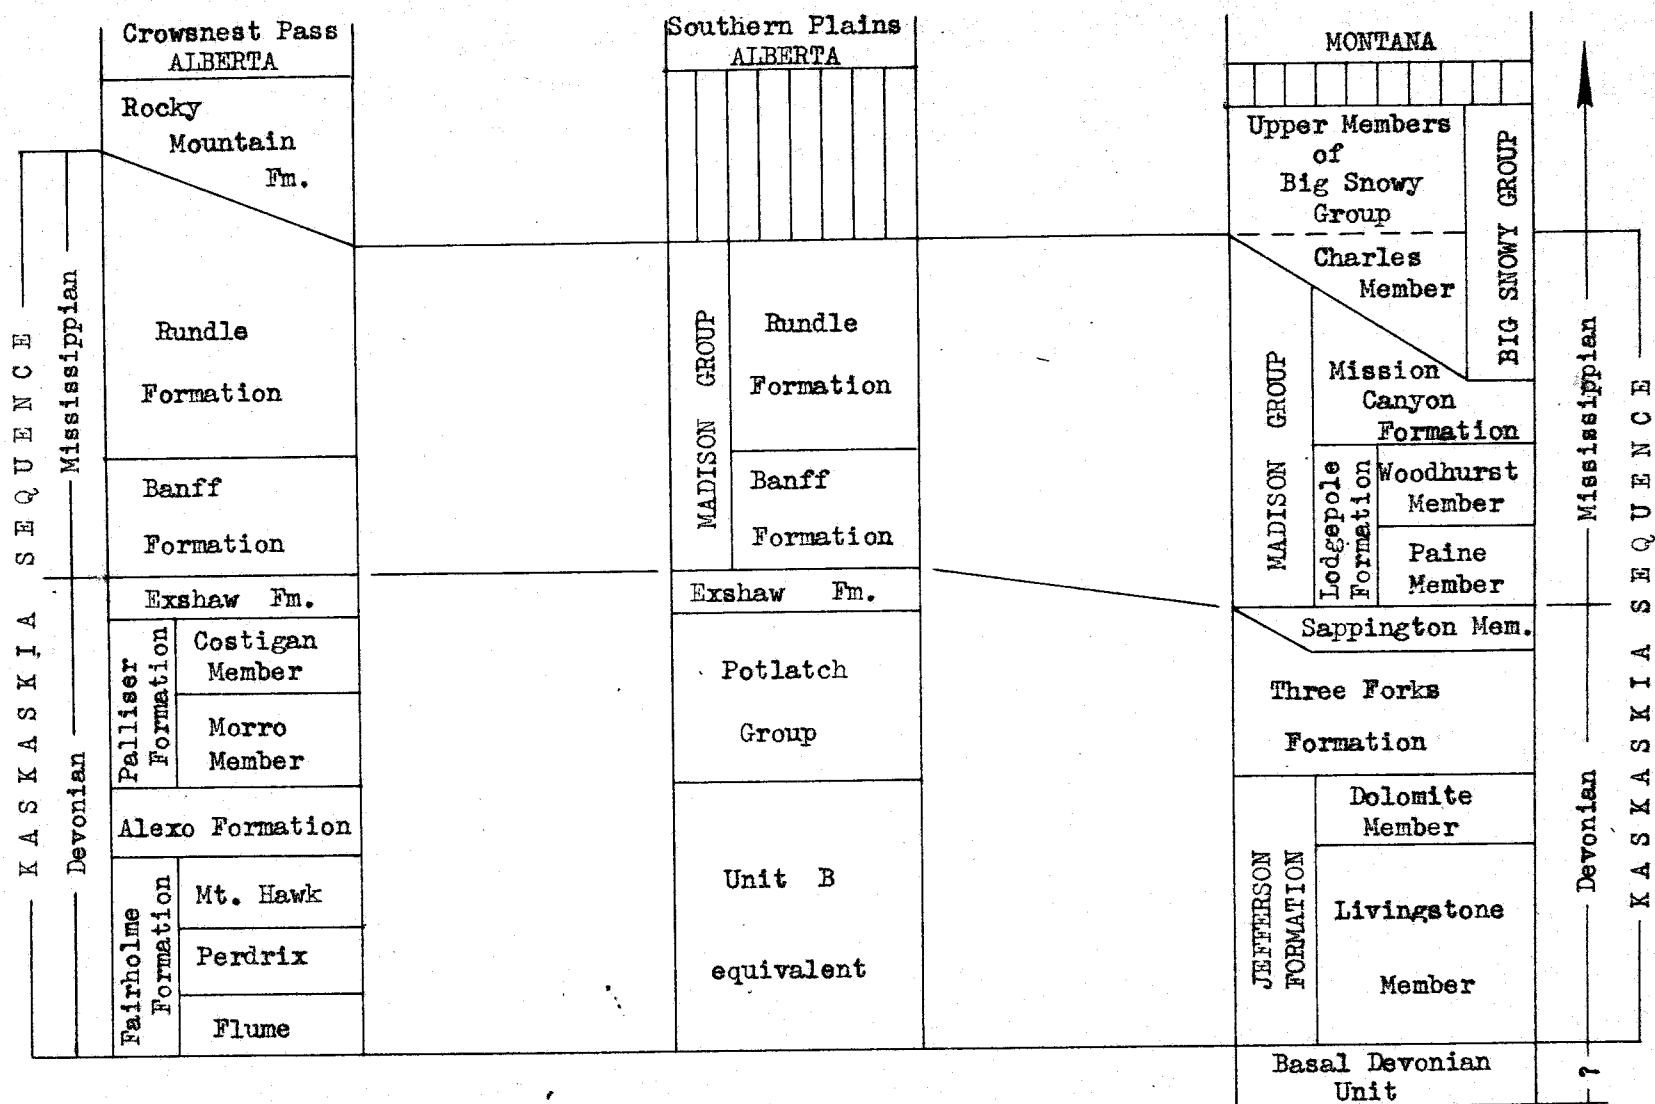 Crowsnest Pass
ALBERTA
Rocky
Mountain
Fm.
Rundle
Formation
Banff
Formation
Exshaw Fm.
Palliser
Formation
Costigan
Member
Morro
Member
Alexo Formation
Fairholme
Formation
Mt. Hawk
Perdrix
Flume
KASKASKIA SEQUENCE
Mississippian
Devonian
Southern Plains
ALBERTA
MADISON GROUP
Rundle
Formation
Banff
Formation
Exshaw Fm.
Potlatch
Group
Unit B
equivalent
MONTANA
Upper Members
of
Big Snowy
Group
BIG SNOWY GROUP
Charles
Member
MADISON GROUP
Mission
Canyon
Formation
Lodgepole
Formation
Woodhurst
Member
Paine
Member
Sappington Mem.
Three Forks
Formation
JEFFERSON
FORMATION
Dolomite
Member
Livingstone
Member
Basal Devonian
Unit
Mississippian
Devonian
?
KASKASKIA SEQUENCE